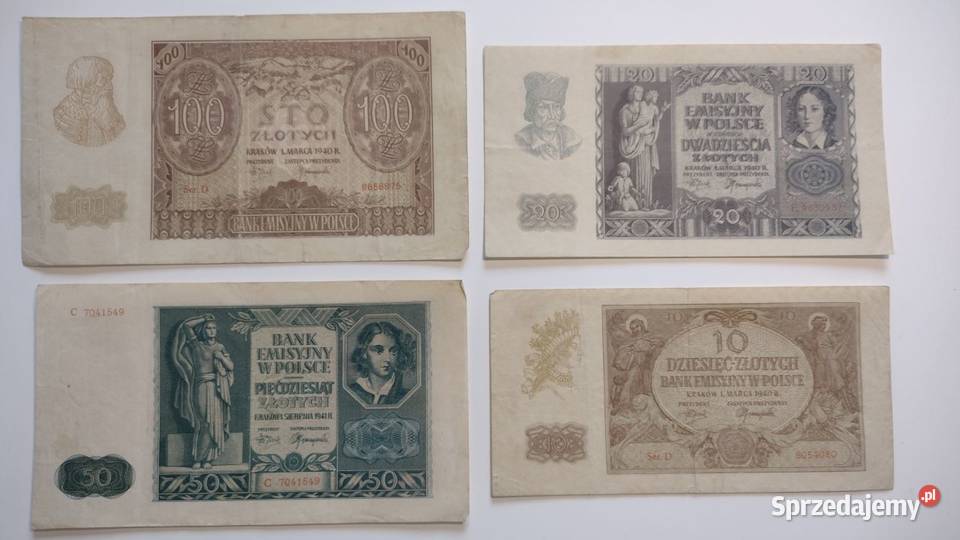 100 100
100 STO 100
ZŁOTYCH
KRAKÓW 1. MARCA 1940 R.
PREZYDENT ZASTĘPCA PREZYDENTA
Ser. D
100
BANK EMISYJNY W POLSCE
20 20
BANK
EMISYJNY
W POLSCE
DWADZIEŚCIA
ZŁOTYCH
KRAKÓW 1. MARCA 1940 R.
PREZYDENT ZASTĘPCA PREZYDENTA
20
20
C 7041549
BANK
EMISYJNY
W POLSCE
PIĘĆDZIESIĄT
ZŁOTYCH
KRAKÓW 1. SIERPNIA 1941 R.
PREZYDENT ZASTĘPCA PREZYDENTA
C 7041549
50
50 50
10 10
10
DZIESIĘĆ-ZŁOTYCH
BANK EMISYJNY W POLSCE
KRAKÓW 1. MARCA 1940 R.
PREZYDENT ZASTĘPCA PREZYDENTA
Ser. D
Sprzedajemy.pl